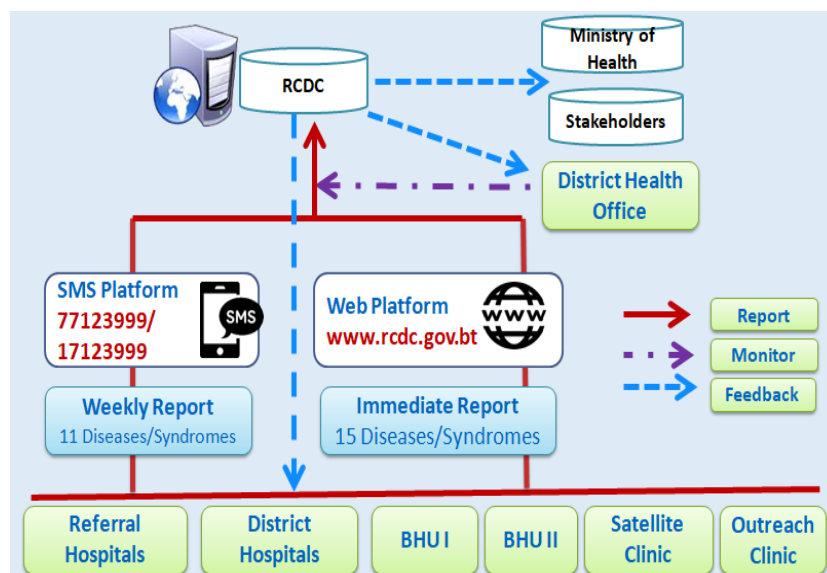 RCDC
Ministry of
Health
Stakeholders
District Health
Office
SMS Platform
77123999/
17123999
SMS
Web Platform
www.rcdc.gov.bt
www
Report
Monitor
Feedback
Weekly Report
11 Diseases/Syndromes
Immediate Report
15 Diseases/Syndromes
Referral
Hospitals
District
Hospitals
BHU I
BHU II
Satellite
Clinic
Outreach
Clinic